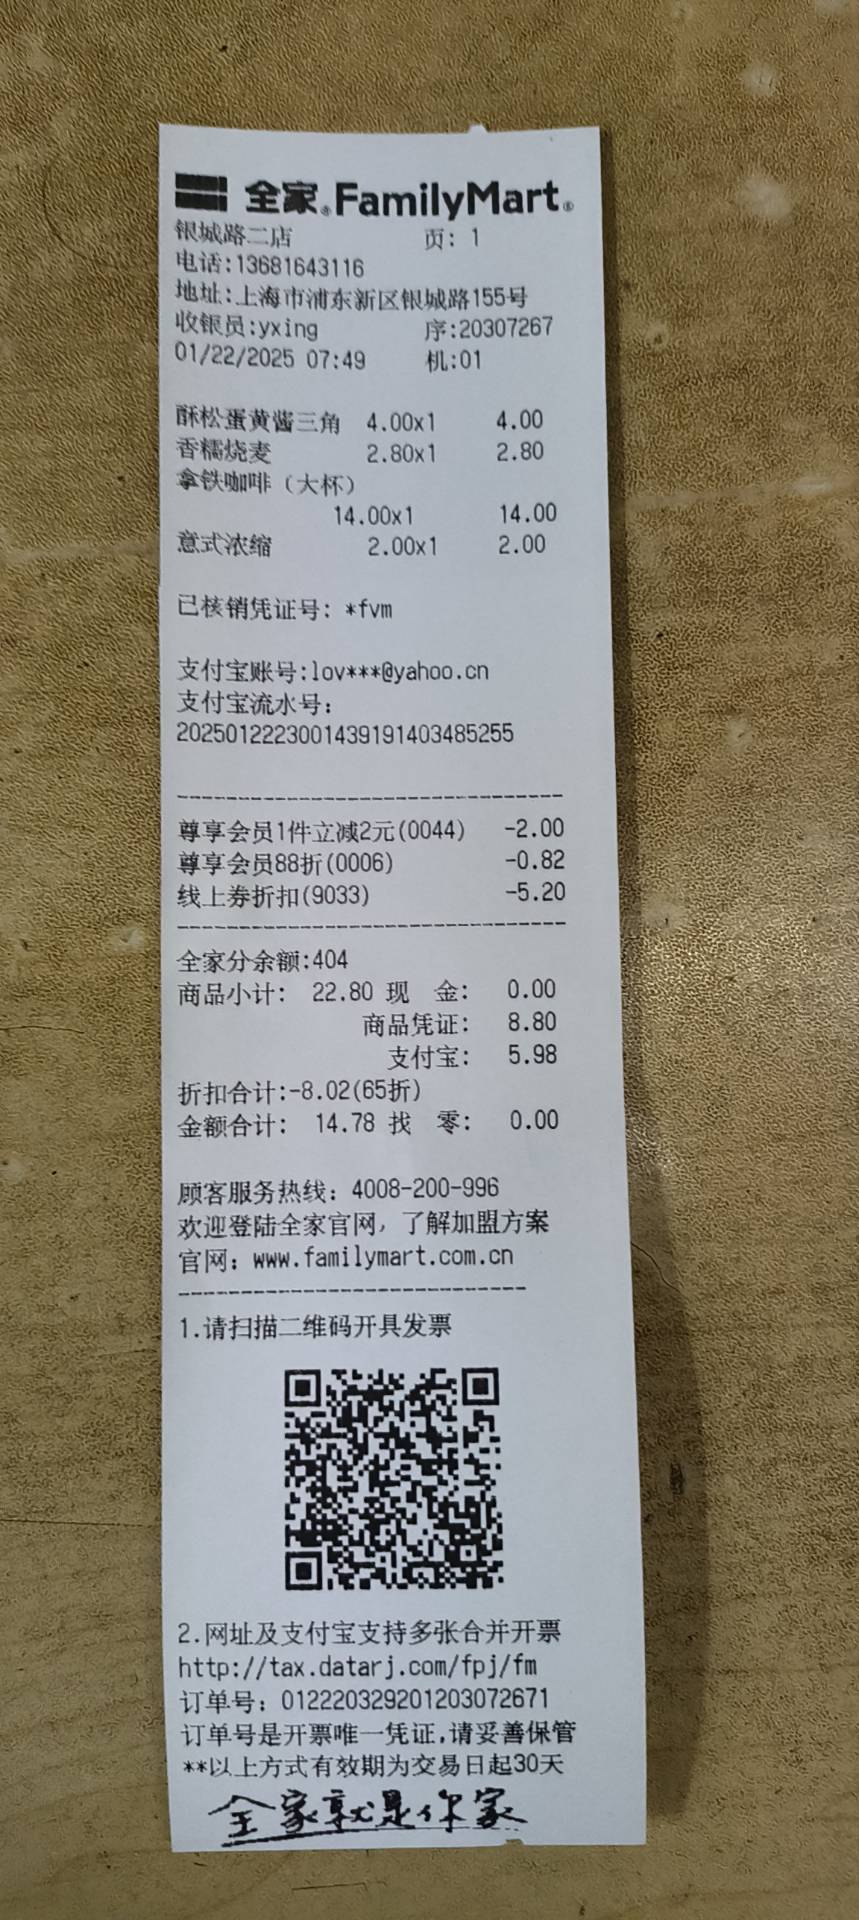 全家®FamilyMart®
银城路二店 页: 1
电话:13681643116
地址:上海市浦东新区银城路155号
收银员:yxing 序:20307267
01/22/2025 07:49 机:01
酥松蛋黄酱三角 4.00x1 4.00
香糯烧麦 2.80x1 2.80
拿铁咖啡（大杯）
14.00x1 14.00
意式浓缩 2.00x1 2.00
已核销凭证号: *fvm
支付宝账号:lov***@yahoo.cn
支付宝流水号:
2025012223001439191403485255
尊享会员1件立减2元(0044) -2.00
尊享会员88折(0006) -0.82
线上券折扣(9033) -5.20
全家分余额:404
商品小计: 22.80 现 金: 0.00
商品凭证: 8.80
支付宝: 5.98
折扣合计:-8.02(65折)
金额合计: 14.78 找 零: 0.00
顾客服务热线: 4008-200-996
欢迎登陆全家官网，了解加盟方案
官网: www.familymart.com.cn
1.请扫描二维码开具发票
2.网址及支付宝支持多张合并开票
http://tax.datarj.com/fpj/fm
订单号: 012220329201203072671
订单号是开票唯一凭证,请妥善保管
**以上方式有效期为交易日起30天
全家就是你家